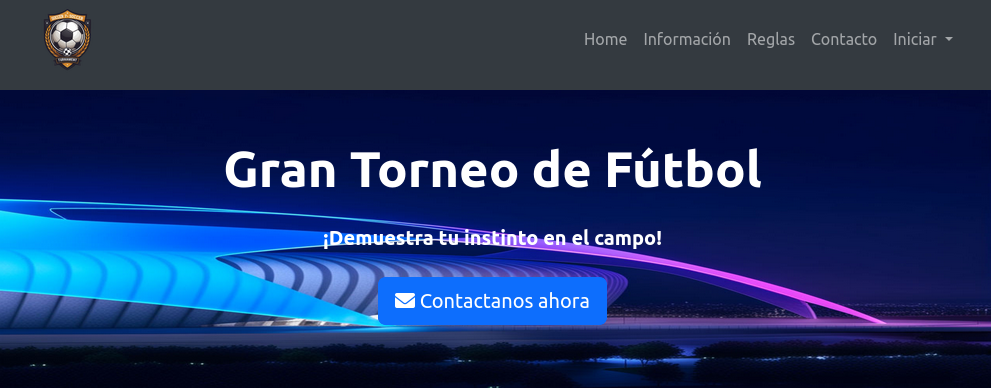 Home Información Reglas Contacto Iniciar
Gran Torneo de Fútbol
¡Demuestra tu instinto en el campo!
Contactanos ahora